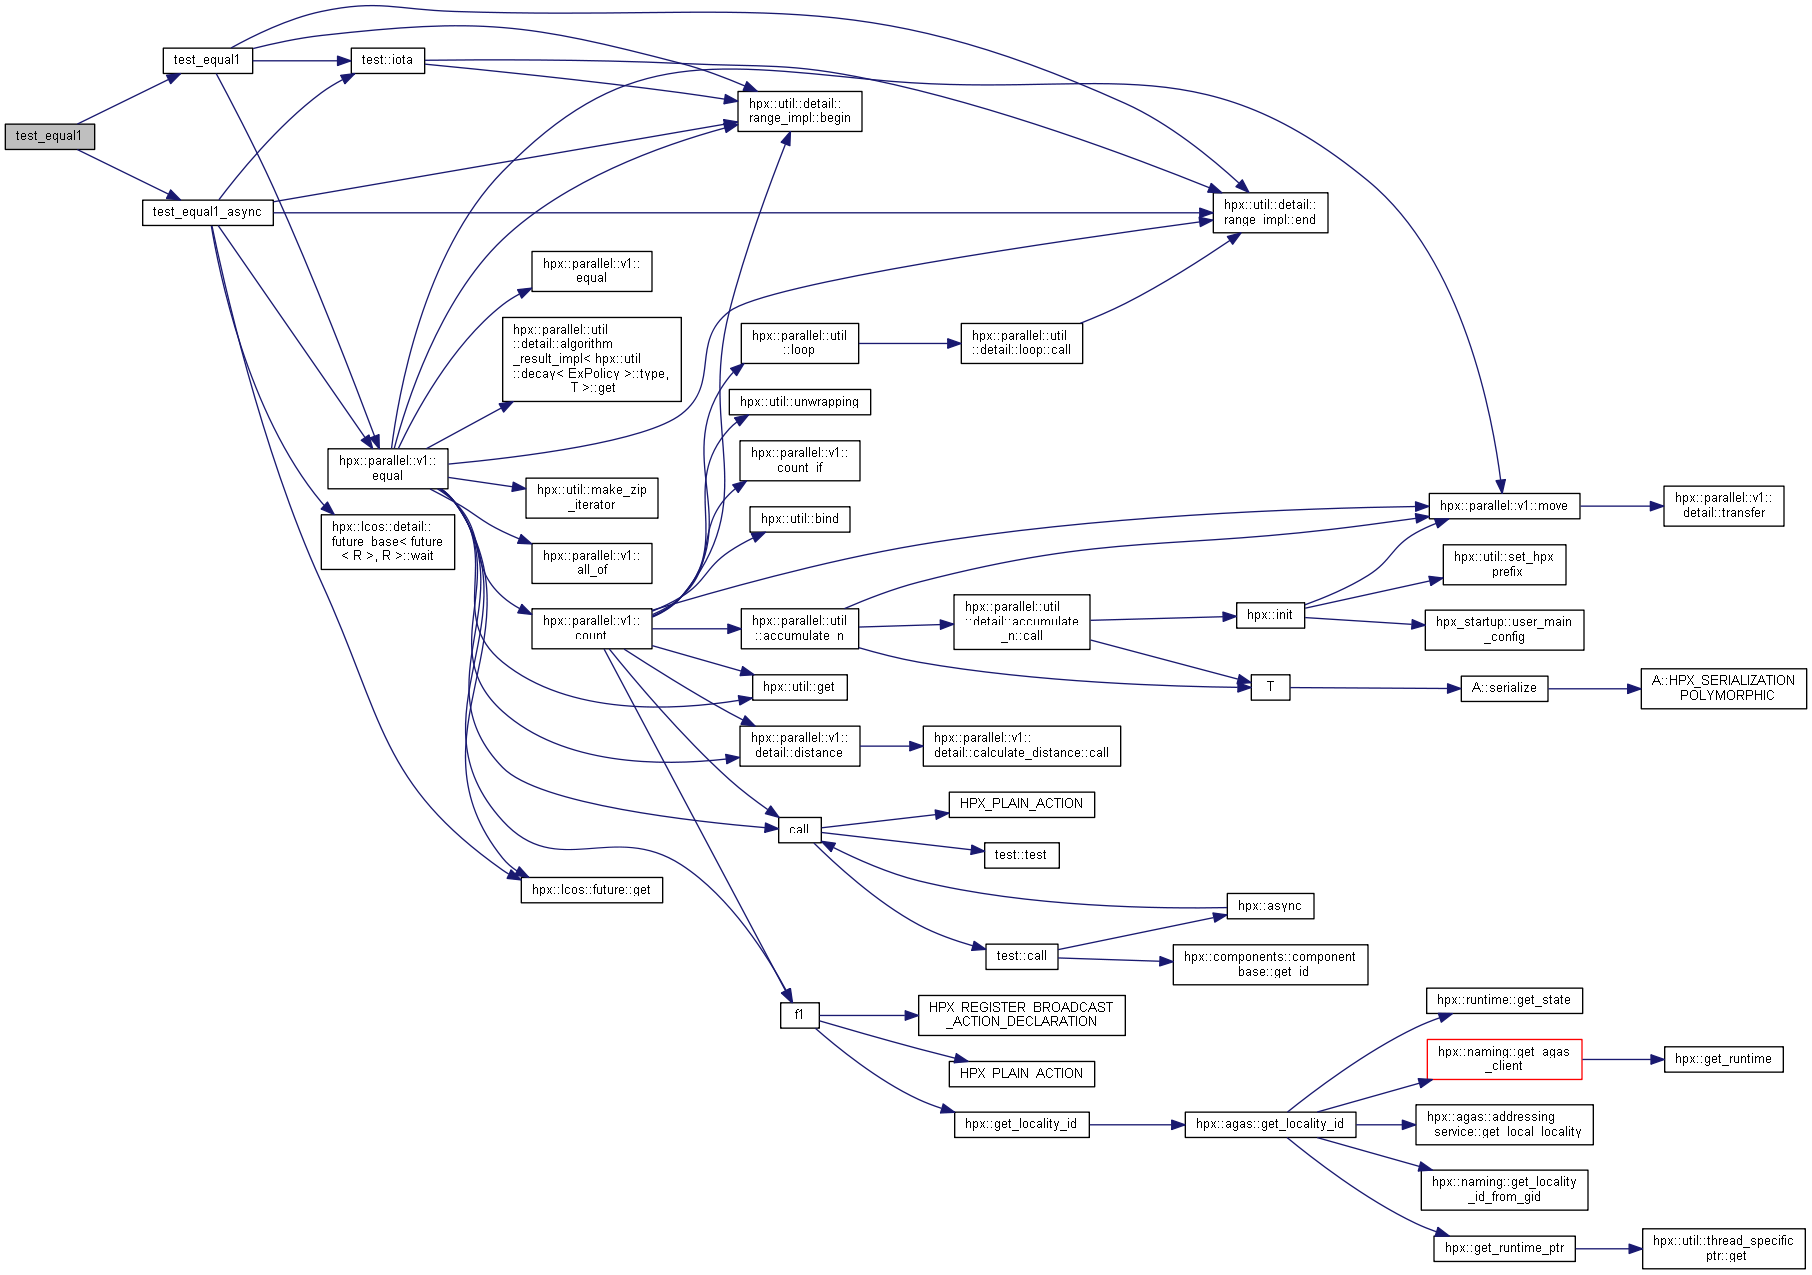 test_equal1
test_equal1
test_equal1_async
test::iota
hpx::util::detail::
range_impl::begin
hpx::util::detail::
range_impl::end
hpx::parallel::v1::
equal
hpx::parallel::util
::detail::algorithm
_result_impl< hpx::util
::decay< ExPolicy >::type,
T >::get
hpx::parallel::v1::
equal
hpx::util::make_zip
_iterator
hpx::lcos::detail::
future_base< future
< R >, R >::wait
hpx::parallel::v1::
all_of
hpx::parallel::v1::
count
hpx::lcos::future::get
hpx::parallel::util
::loop
hpx::parallel::util
::detail::loop::call
hpx::util::unwrapping
hpx::parallel::v1::
count_if
hpx::util::bind
hpx::parallel::util
::accumulate_n
hpx::parallel::util
::detail::accumulate
_n::call
hpx::util::get
hpx::parallel::v1::
detail::distance
hpx::parallel::v1::
detail::calculate_distance::call
call
HPX_PLAIN_ACTION
test::test
test::call
hpx::async
hpx::components::component
_base::get_id
f1
HPX_REGISTER_BROADCAST
_ACTION_DECLARATION
HPX_PLAIN_ACTION
hpx::get_locality_id
hpx::parallel::v1::move
hpx::parallel::v1::
detail::transfer
hpx::init
hpx::util::set_hpx
_prefix
hpx_startup::user_main
_config
T
A::serialize
A::HPX_SERIALIZATION
_POLYMORPHIC
hpx::agas::get_locality_id
hpx::runtime::get_state
hpx::naming::get_agas
_client
hpx::get_runtime
hpx::agas::addressing
_service::get_local_locality
hpx::naming::get_locality
_id_from_gid
hpx::get_runtime_ptr
hpx::util::thread_specific
_ptr::get